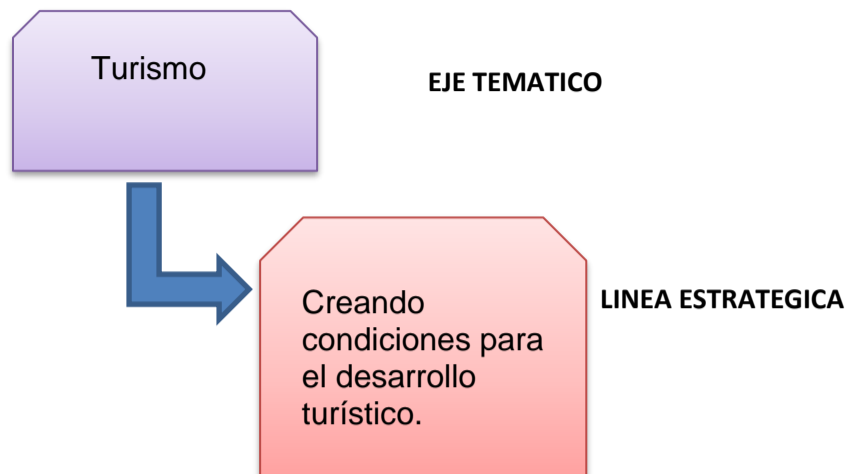 Turismo
EJE TEMATICO
Creando
condiciones para
el desarrollo
turístico.
LINEA ESTRATEGICA